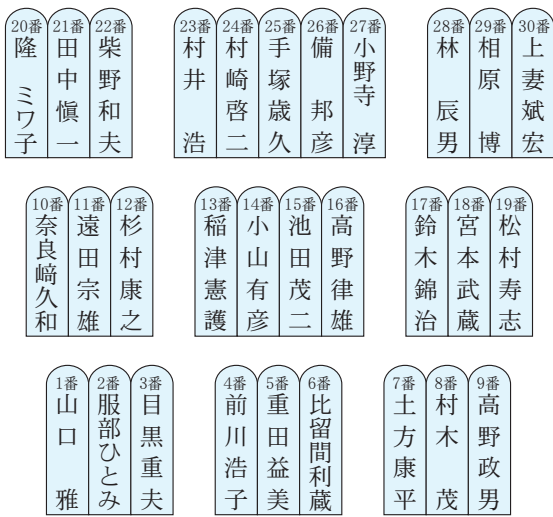 20番 隆 ミワ子
21番 田中慎一
22番 柴野和夫
23番 村井 浩
24番 村崎啓二
25番 手塚歳久
26番 備 邦彦
27番 小野寺 淳
28番 林 辰男
29番 相原 博
30番 上妻斌宏
10番 奈良﨑久和
11番 遠田宗雄
12番 杉村康之
13番 稲津憲護
14番 小山有彦
15番 池田茂二
16番 高野律雄
17番 鈴木錦治
18番 宮本武蔵
19番 松村寿志
1番 山口 雅
2番 服部ひとみ
3番 目黒重夫
4番 前川浩子
5番 重田益美
6番 比留間利蔵
7番 土方康平
8番 村木 茂
9番 高野政男